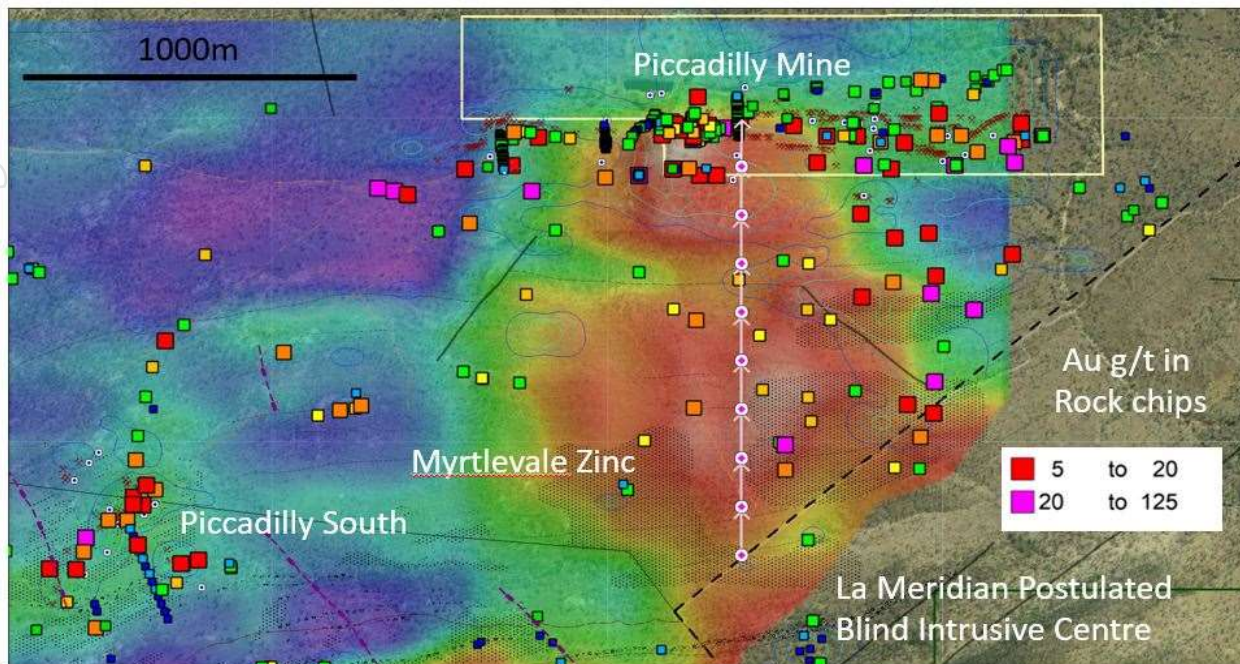 1000m
Piccadilly Mine
Au g/t in
Rock chips
5 to 20
20 to 125
Myrtlevale Zinc
Piccadilly South
La Meridian Postulated
Blind Intrusive Centre